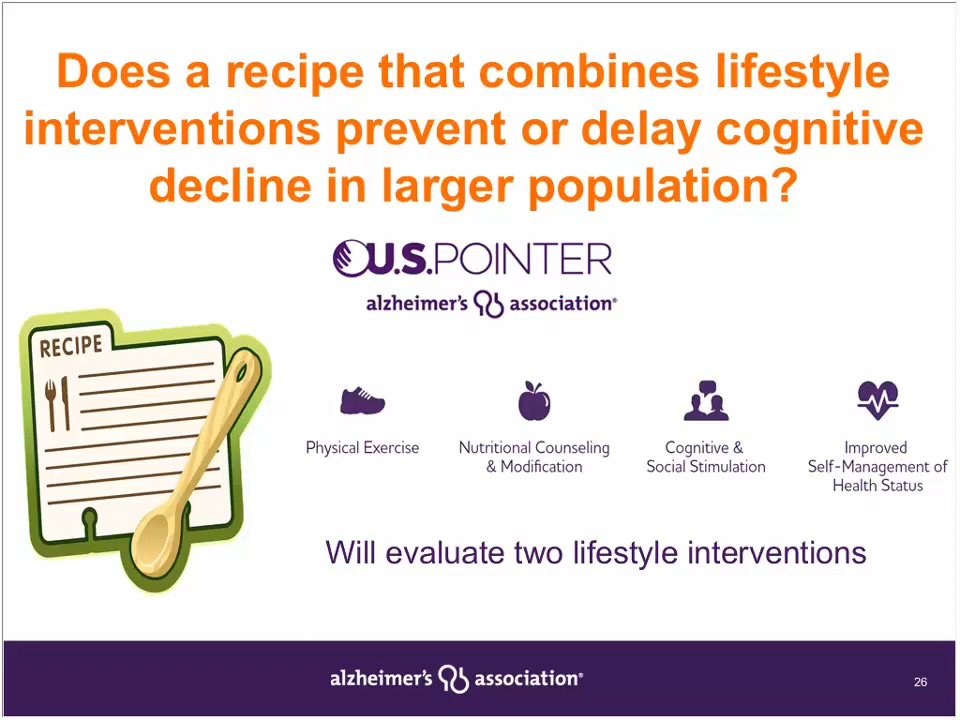 Does a recipe that combines lifestyle
interventions prevent or delay cognitive
decline in larger population?
U.S.POINTER
alzheimer's association®
RECIPE
Physical Exercise
Nutritional Counseling
& Modification
Cognitive &
Social Stimulation
Improved
Self-Management of
Health Status
Will evaluate two lifestyle interventions
alzheimer's association®
26